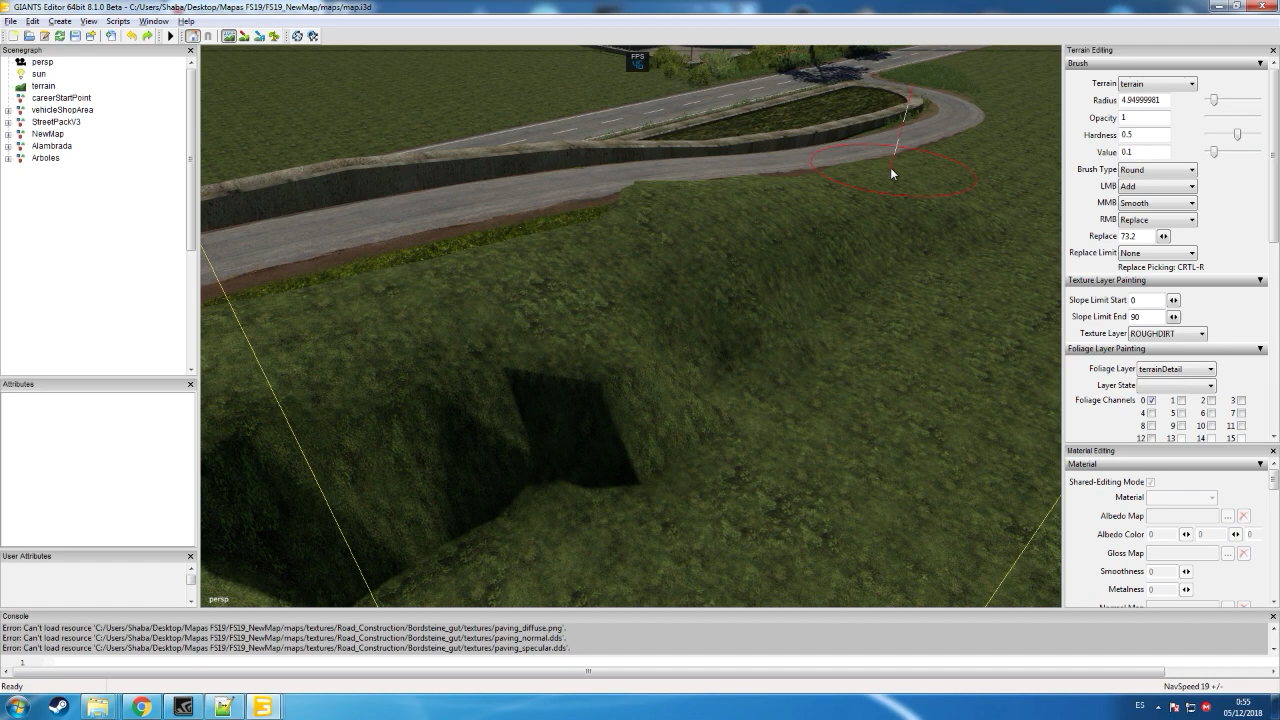 GIANTS Editor 64bit 8.1.0 Beta - C:/Users/Shaba/Desktop/Mapas FS19/FS19_NewMap/maps/map.i3d
File Edit Create View Scripts Window Help
Scenegraph
persp
sun
terrain
careerStartPoint
vehicleShopArea
StreetPackV3
NewMap
Alambrada
Arboles
Attributes
User Attributes
FPS
persp
Terrain Editing
Brush
Terrain terrain
Radius 4.94999981
Opacity 1
Hardness 0.5
Value 0.1
Brush Type Round
LMB Add
MMB Smooth
RMB Replace
Replace 73.2
Replace Limit None
Replace Picking: CRTL-R
Texture Layer Painting
Slope Limit Start 0
Slope Limit End 90
Texture Layer ROUGHDIRT
Foliage Layer Painting
Foliage Layer terrainDetail
Layer State
Foliage Channels 0 1 2 3
4 5 6 7
8 9 10 11
12 13 14 15
Material Editing
Material
Shared-Editing Mode
Material
Albedo Map ...
Albedo Color 0 0 0
Gloss Map ...
Smoothness 0
Metalness 0
Normal Map
Console
Error: Can't load resource 'C:/Users/Shaba/Desktop/Mapas FS19/FS19_NewMap/maps/textures/Road_Construction/Bordsteine_gut/textures/paving_diffuse.png'.
Error: Can't load resource 'C:/Users/Shaba/Desktop/Mapas FS19/FS19_NewMap/maps/textures/Road_Construction/Bordsteine_gut/textures/paving_normal.dds'.
Error: Can't load resource 'C:/Users/Shaba/Desktop/Mapas FS19/FS19_NewMap/maps/textures/Road_Construction/Bordsteine_gut/textures/paving_specular.dds'.
1
Ready
NavSpeed 19 +/-
ES
0:55
05/12/2018